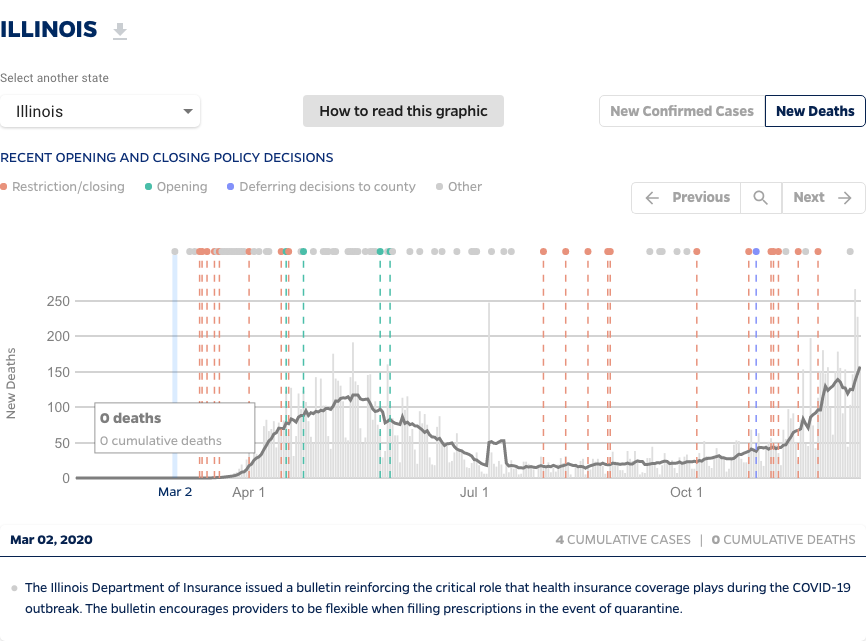 ILLINOIS
Select another state
Illinois
How to read this graphic
New Confirmed Cases
New Deaths
RECENT OPENING AND CLOSING POLICY DECISIONS
Restriction/closing
Opening
Deferring decisions to county
Other
Previous
Next
250
200
150
100
50
0
New Deaths
0 deaths
0 cumulative deaths
Mar 2
Apr 1
Jul 1
Oct 1
Mar 02, 2020
4 CUMULATIVE CASES | 0 CUMULATIVE DEATHS
The Illinois Department of Insurance issued a bulletin reinforcing the critical role that health insurance coverage plays during the COVID-19
outbreak. The bulletin encourages providers to be flexible when filling prescriptions in the event of quarantine.